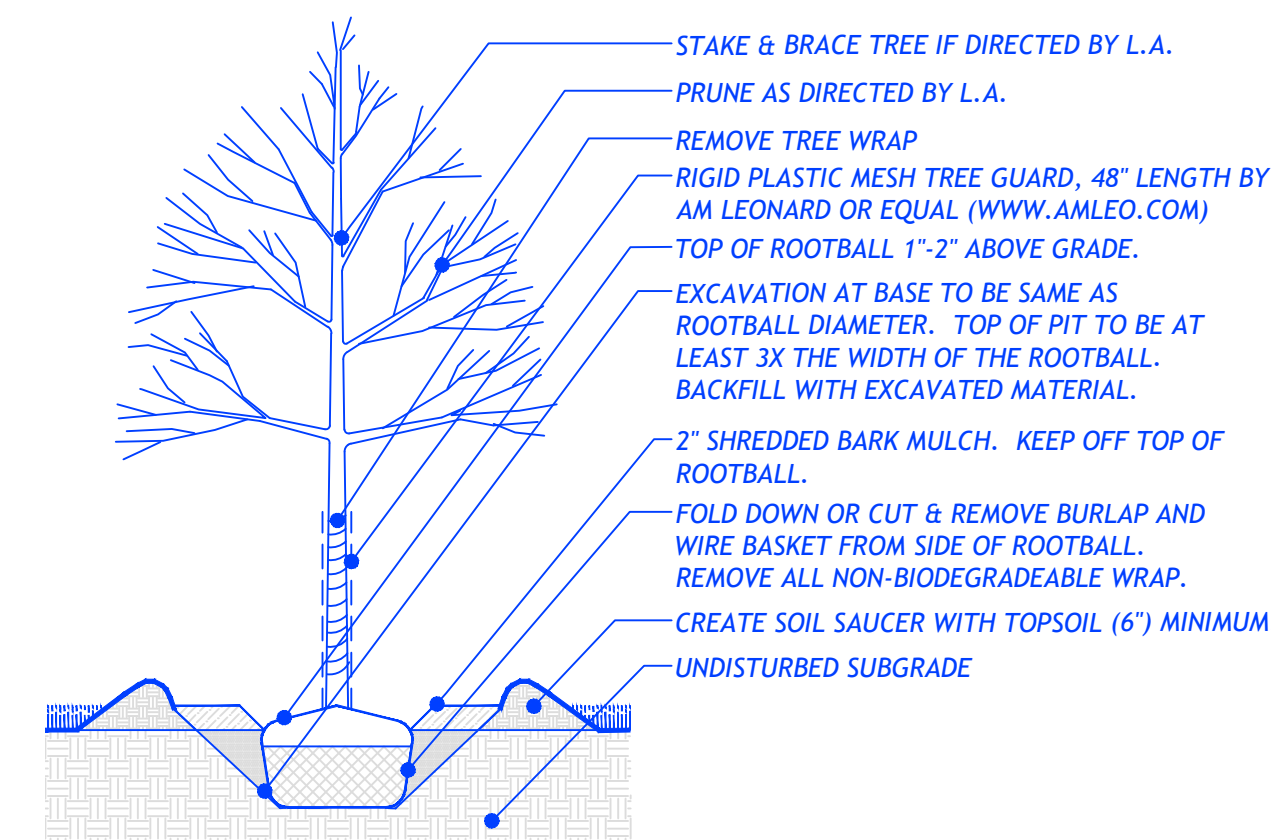 STAKE & BRACE TREE IF DIRECTED BY L.A.
PRUNE AS DIRECTED BY L.A.
REMOVE TREE WRAP
RIGID PLASTIC MESH TREE GUARD, 48" LENGTH BY
AM LEONARD OR EQUAL (WWW.AMLEO.COM)
TOP OF ROOTBALL 1"-2" ABOVE GRADE.
EXCAVATION AT BASE TO BE SAME AS
ROOTBALL DIAMETER. TOP OF PIT TO BE AT
LEAST 3X THE WIDTH OF THE ROOTBALL.
BACKFILL WITH EXCAVATED MATERIAL.
2" SHREDDED BARK MULCH. KEEP OFF TOP OF
ROOTBALL.
FOLD DOWN OR CUT & REMOVE BURLAP AND
WIRE BASKET FROM SIDE OF ROOTBALL.
REMOVE ALL NON-BIODEGRADEABLE WRAP.
CREATE SOIL SAUCER WITH TOPSOIL (6") MINIMUM
UNDISTURBED SUBGRADE